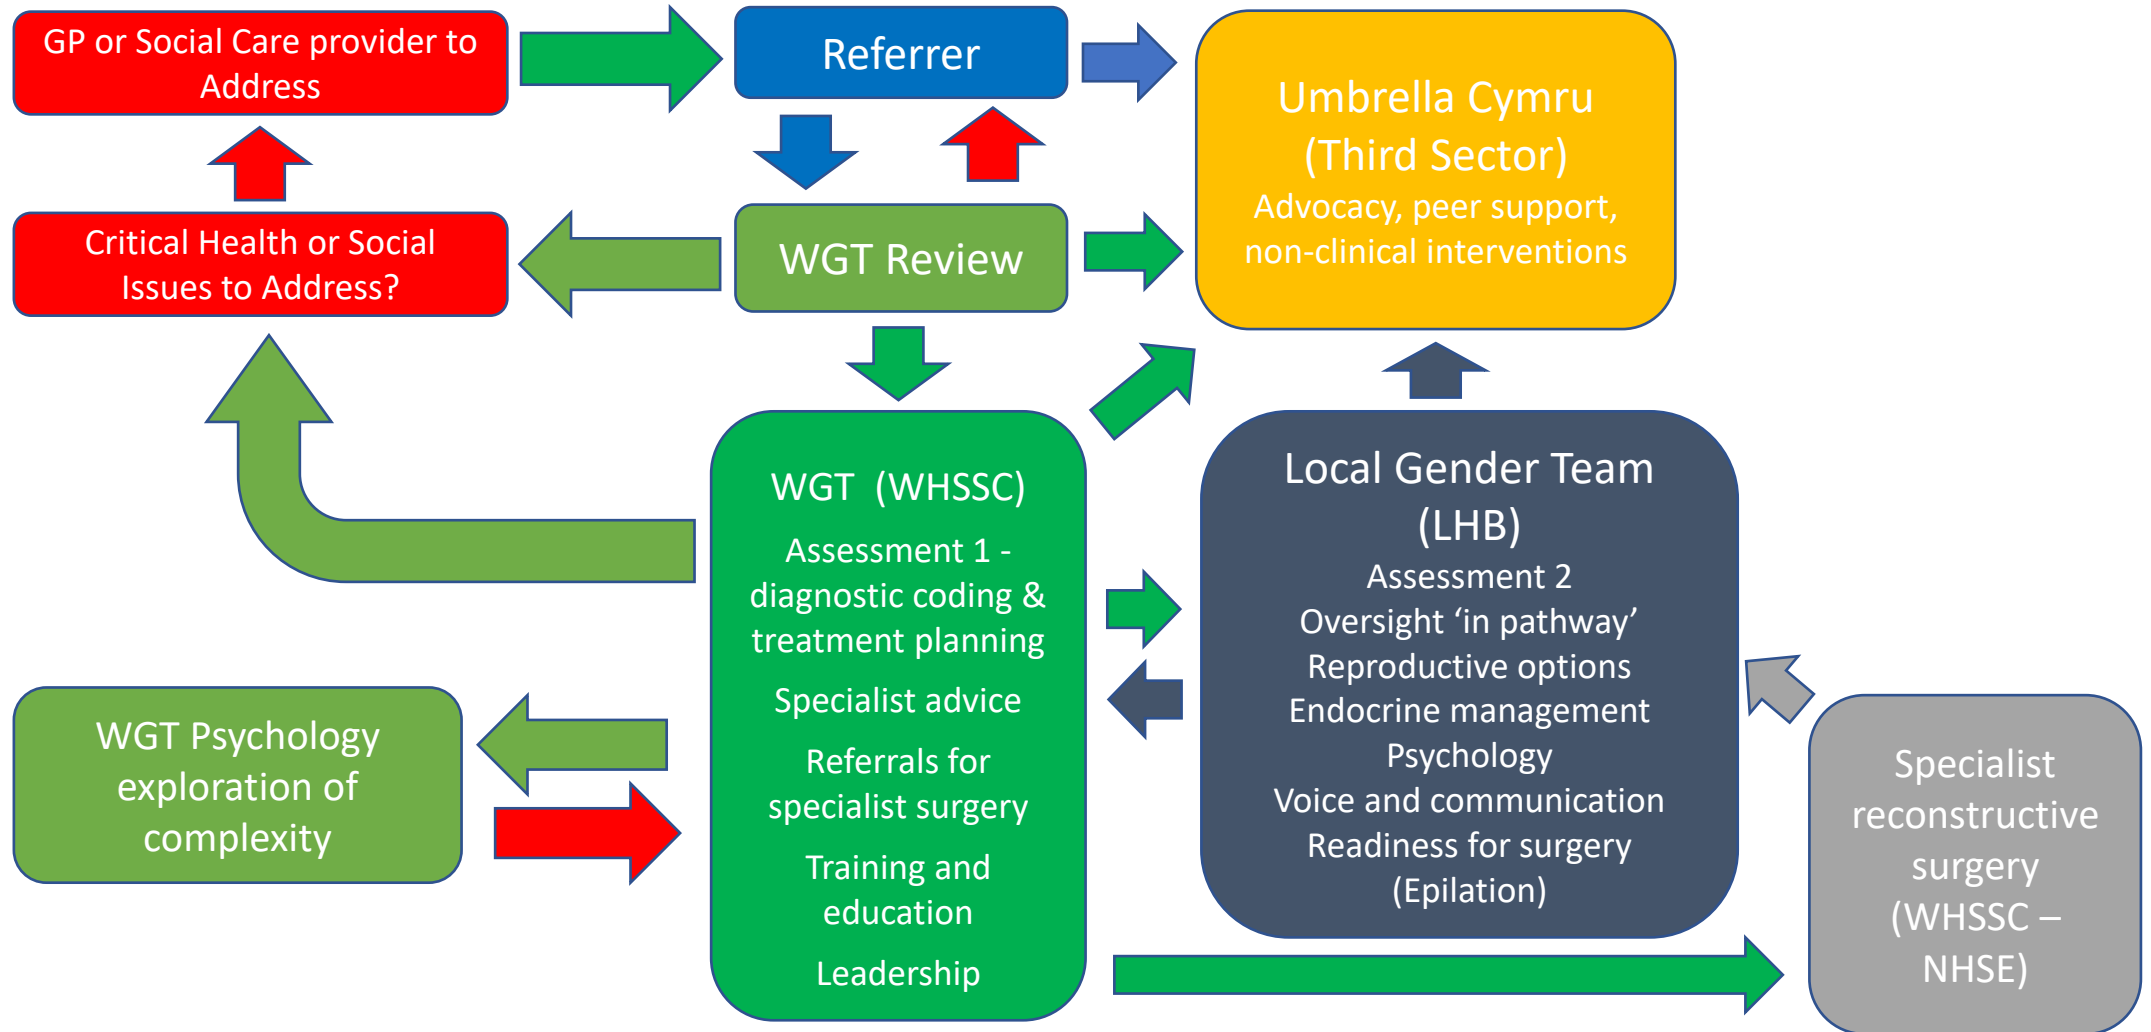 GP or Social Care provider to
Address
Referrer
Umbrella Cymru
(Third Sector)
Advocacy, peer support,
non-clinical interventions
Critical Health or Social
Issues to Address?
WGT Review
WGT (WHSSC)
Assessment 1 -
diagnostic coding &
treatment planning
Specialist advice
Referrals for
specialist surgery
Training and
education
Leadership
Local Gender Team
(LHB)
Assessment 2
Oversight ‘in pathway’
Reproductive options
Endocrine management
Psychology
Voice and communication
Readiness for surgery
(Epilation)
WGT Psychology
exploration of
complexity
Specialist
reconstructive
surgery
(WHSSC –
NHSE)